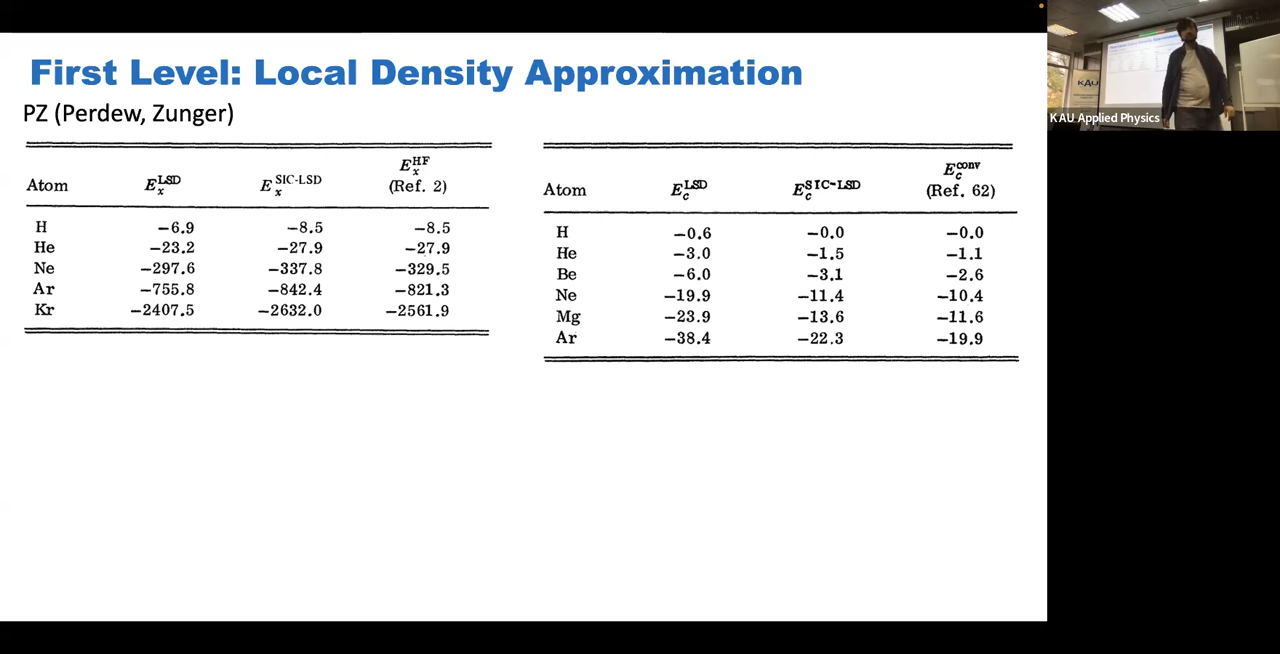 First Level: Local Density Approximation
PZ (Perdew, Zunger)
Atom E_x^LSD E_x^SIC-LSD E_x^HF (Ref. 2)
H −6.9 −8.5 −8.5
He −23.2 −27.9 −27.9
Ne −297.6 −337.8 −329.5
Ar −755.8 −842.4 −821.3
Kr −2407.5 −2632.0 −2561.9
Atom E_c^LSD E_c^SIC-LSD E_c^conv (Ref. 62)
H −0.6 −0.0 −0.0
He −3.0 −1.5 −1.1
Be −6.0 −3.1 −2.6
Ne −19.9 −11.4 −10.4
Mg −23.9 −13.6 −11.6
Ar −38.4 −22.3 −19.9
KAU
KAU Applied Physics